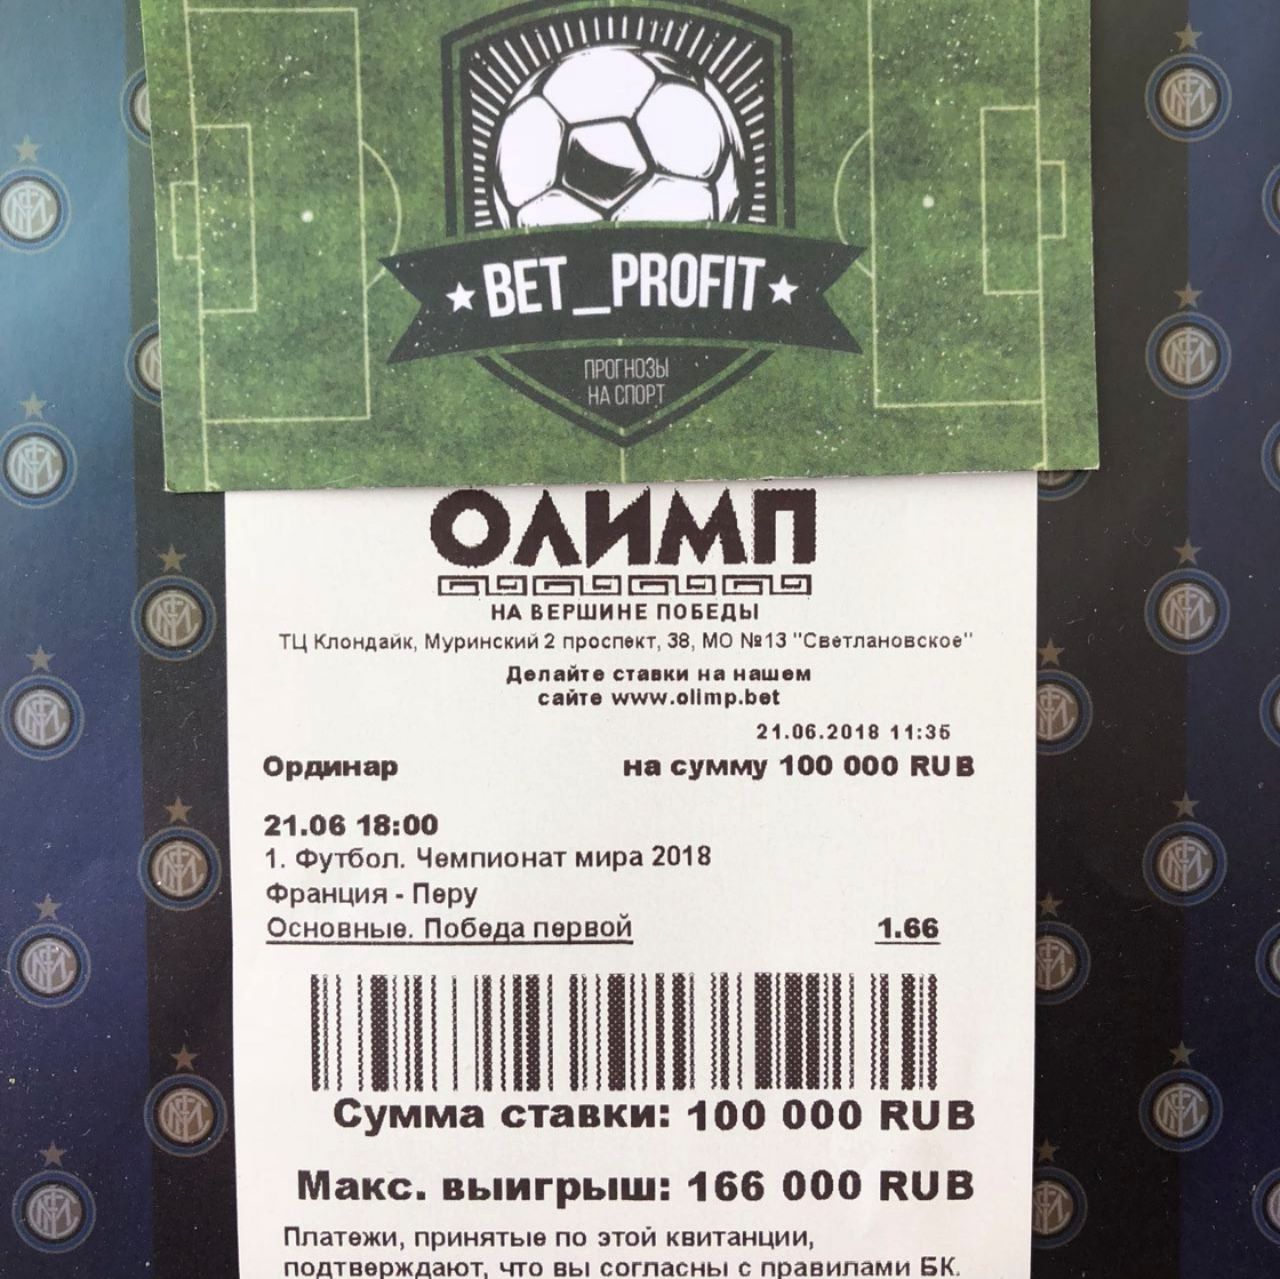 BET_PROFIT
ПРОГНОЗЫ
НА СПОРТ
ОЛИМП
НА ВЕРШИНЕ ПОБЕДЫ
ТЦ Клондайк, Муринский 2 проспект, 38, МО №13 "Светлановское"
Делайте ставки на нашем
сайте www.olimp.bet
21.06.2018 11:35
Ординар на сумму 100 000 RUB
21.06 18:00
1. Футбол. Чемпионат мира 2018
Франция - Перу
Основные. Победа первой 1.66
Сумма ставки: 100 000 RUB
Макс. выигрыш: 166 000 RUB
Платежи, принятые по этой квитанции,
подтверждают, что вы согласны с правилами БК.